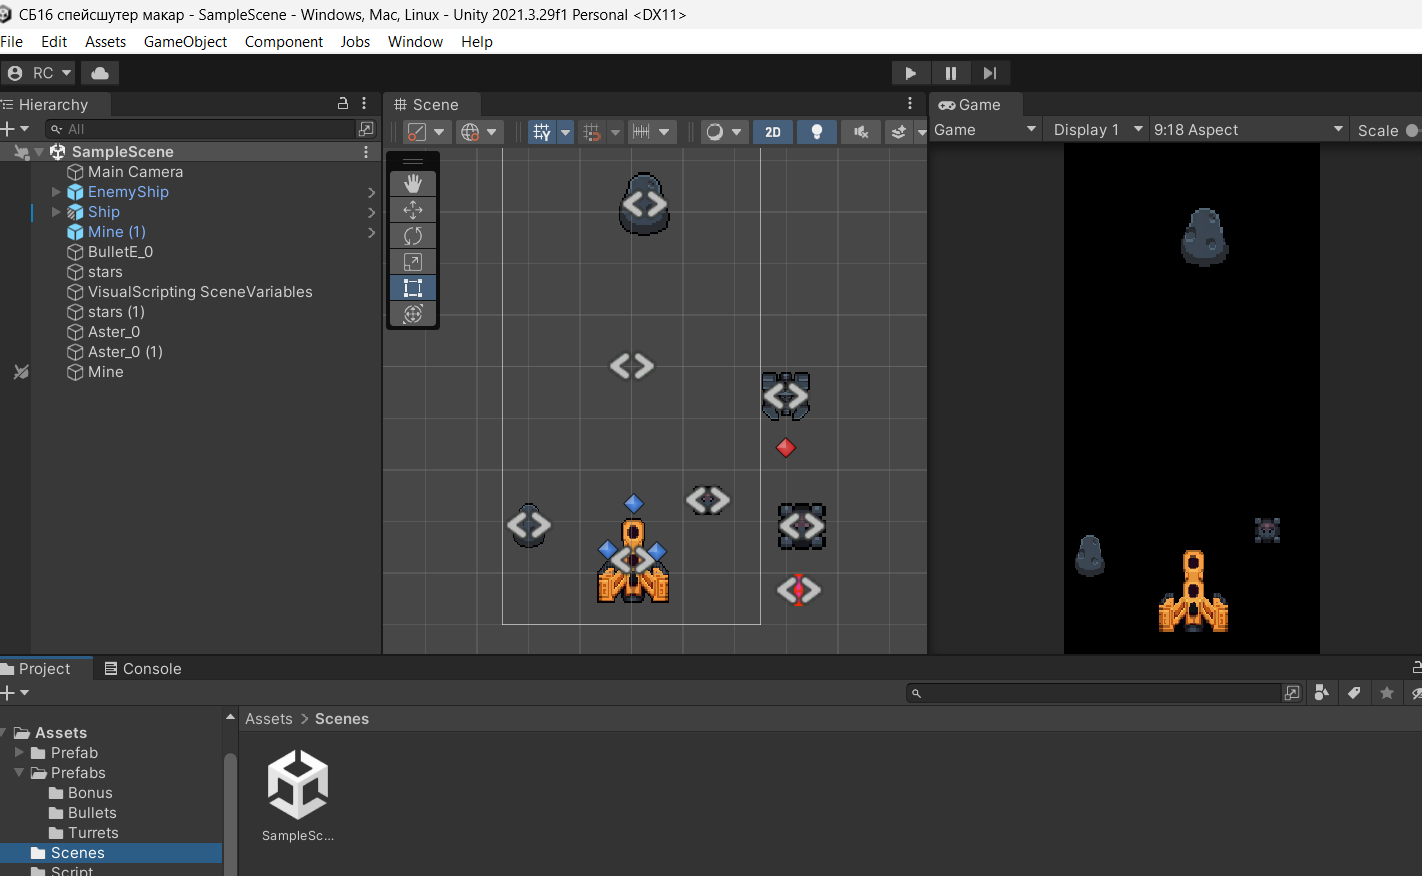 СБ16 спейсшутер макар - SampleScene - Windows, Mac, Linux - Unity 2021.3.29f1 Personal <DX11>
File Edit Assets GameObject Component Jobs Window Help
RC
Hierarchy
All
SampleScene
Main Camera
EnemyShip
Ship
Mine (1)
BulletE_0
stars
VisualScripting SceneVariables
stars (1)
Aster_0
Aster_0 (1)
Mine
Scene
2D
Game
Game Display 1 9:18 Aspect Scale
Project Console
Assets
Prefab
Prefabs
Bonus
Bullets
Turrets
Scenes
Script
Assets > Scenes
SampleSc...